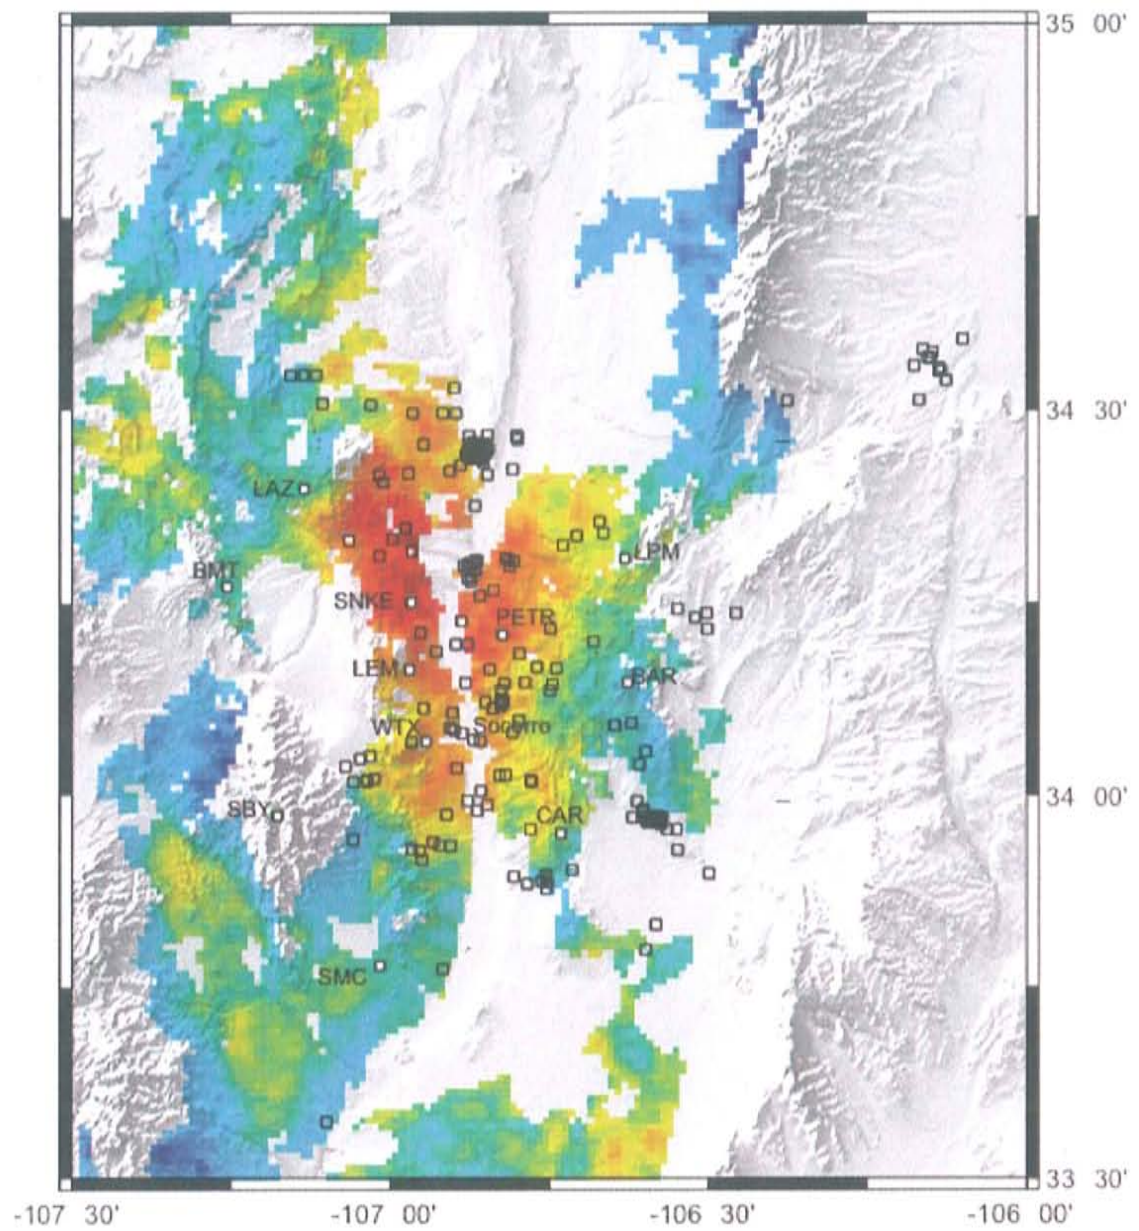 35 00'
34 30'
LAZ
BMT
LPM
SNKE
PETR
LEM
BAR
WTX
Socorro
34 00'
SBY
CAR
SMC
33 30'
-107 30'
-107 00'
-106 30'
-106 00'